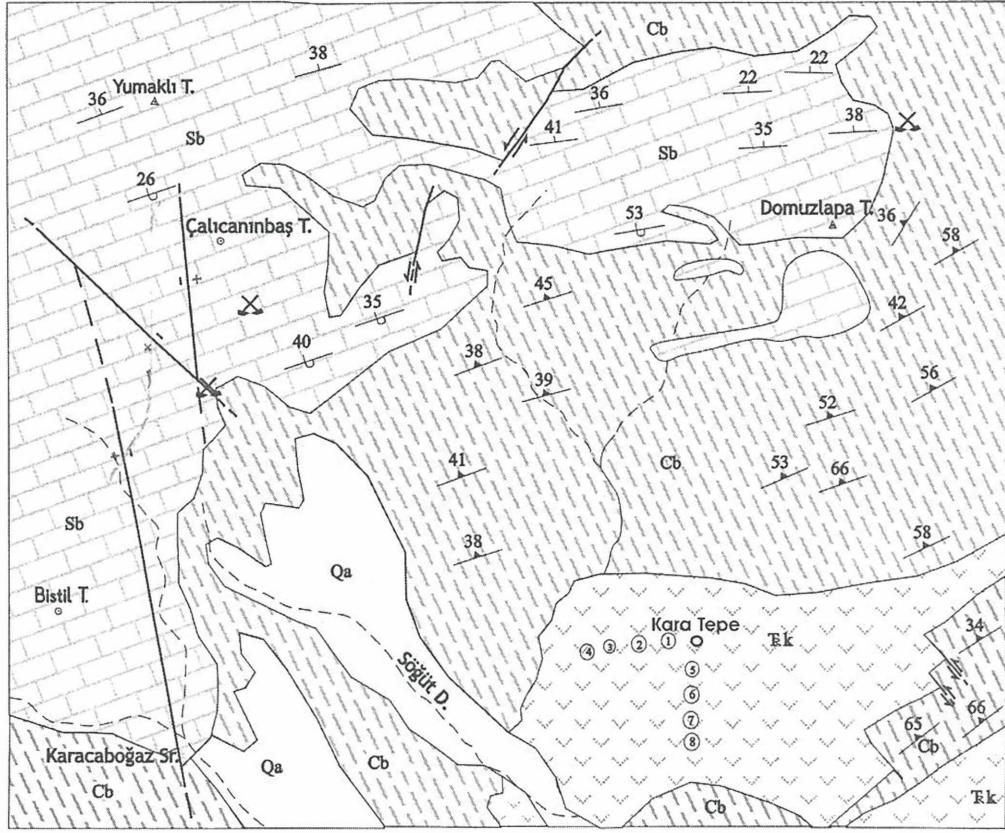 Cb
38
22
22
Yumaklı T.
36
36
38
41
35
Sb
Sb
26
Domuzlapa T.
36
53
Çalıcanınbaş T.
58
45
35
42
40
38
39
56
52
41
Cb
53
66
Sb
38
58
Qa
Bistil T.
Kara Tepe
34
4 3 2 1
Ŧk
5
Söğüt D.
6
66
7
65
8
Cb
Karacaboğaz Sr.
Qa
Cb
Cb
Ŧk
Cb